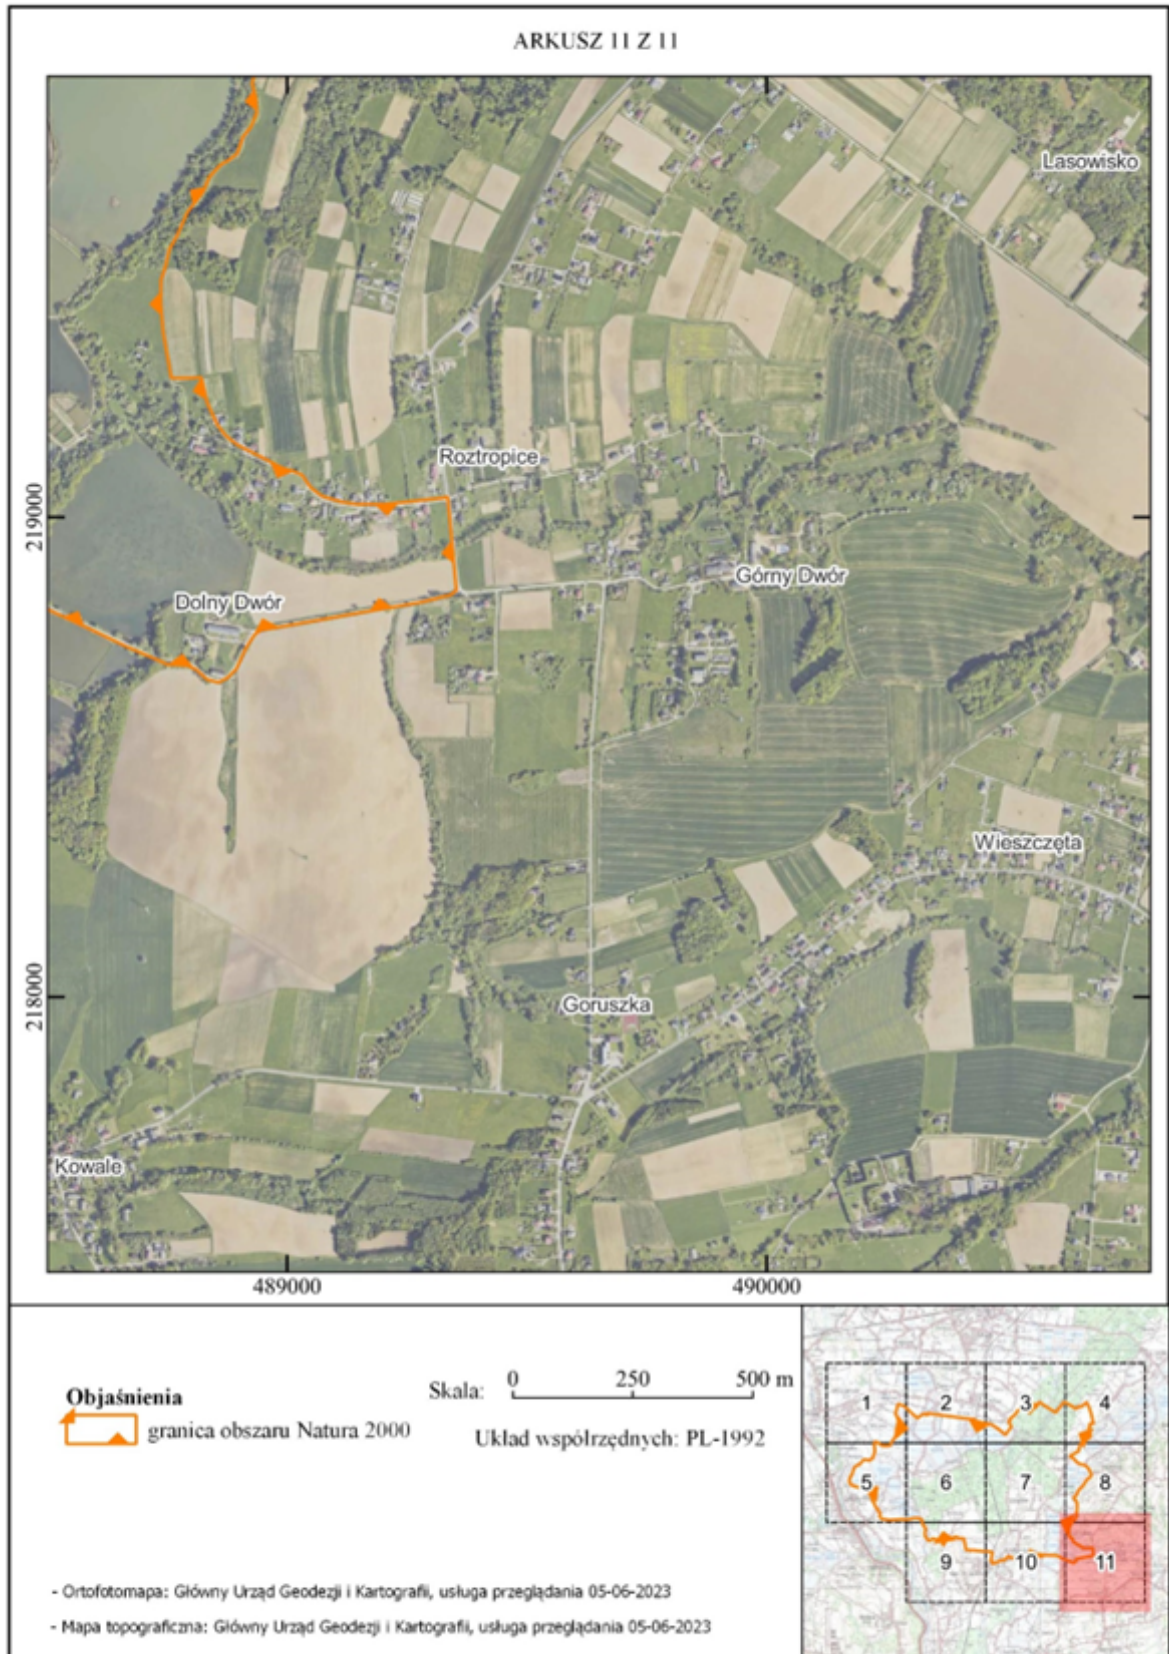 ARKUSZ 11 Z 11
Lasowisko
Roztropice
219000
Górny Dwór
Dolny Dwór
Wieszczęta
218000
Goruszka
Kowale
489000
490000
Objaśnienia
granica obszaru Natura 2000
Skala:
0
250
500 m
Układ współrzędnych: PL-1992
1
2
3
4
5
6
7
8
9
10
11
- Ortofotomapa: Główny Urząd Geodezji i Kartografii, usługa przeglądania 05-06-2023
- Mapa topograficzna: Główny Urząd Geodezji i Kartografii, usługa przeglądania 05-06-2023